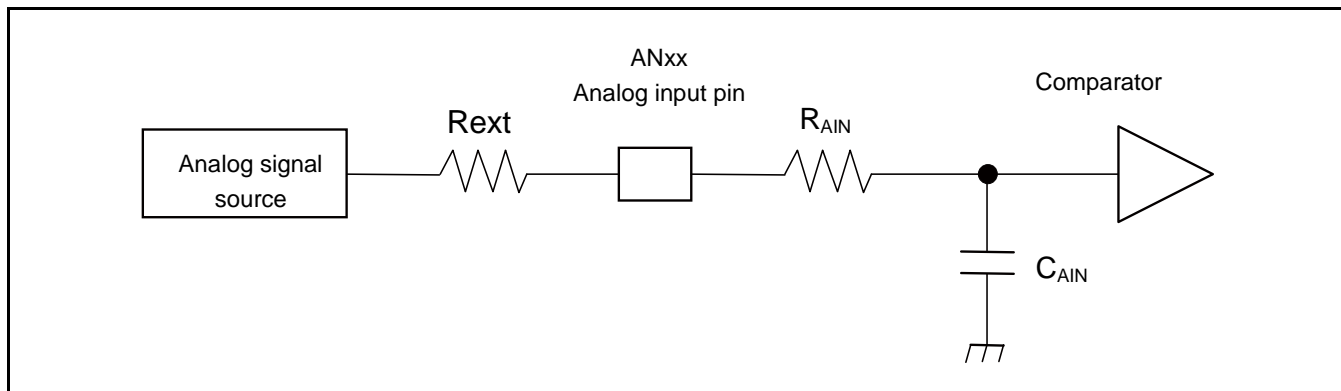 ANxx
Analog input pin
Comparator
Rext
RAIN
Analog signal
source
CAIN